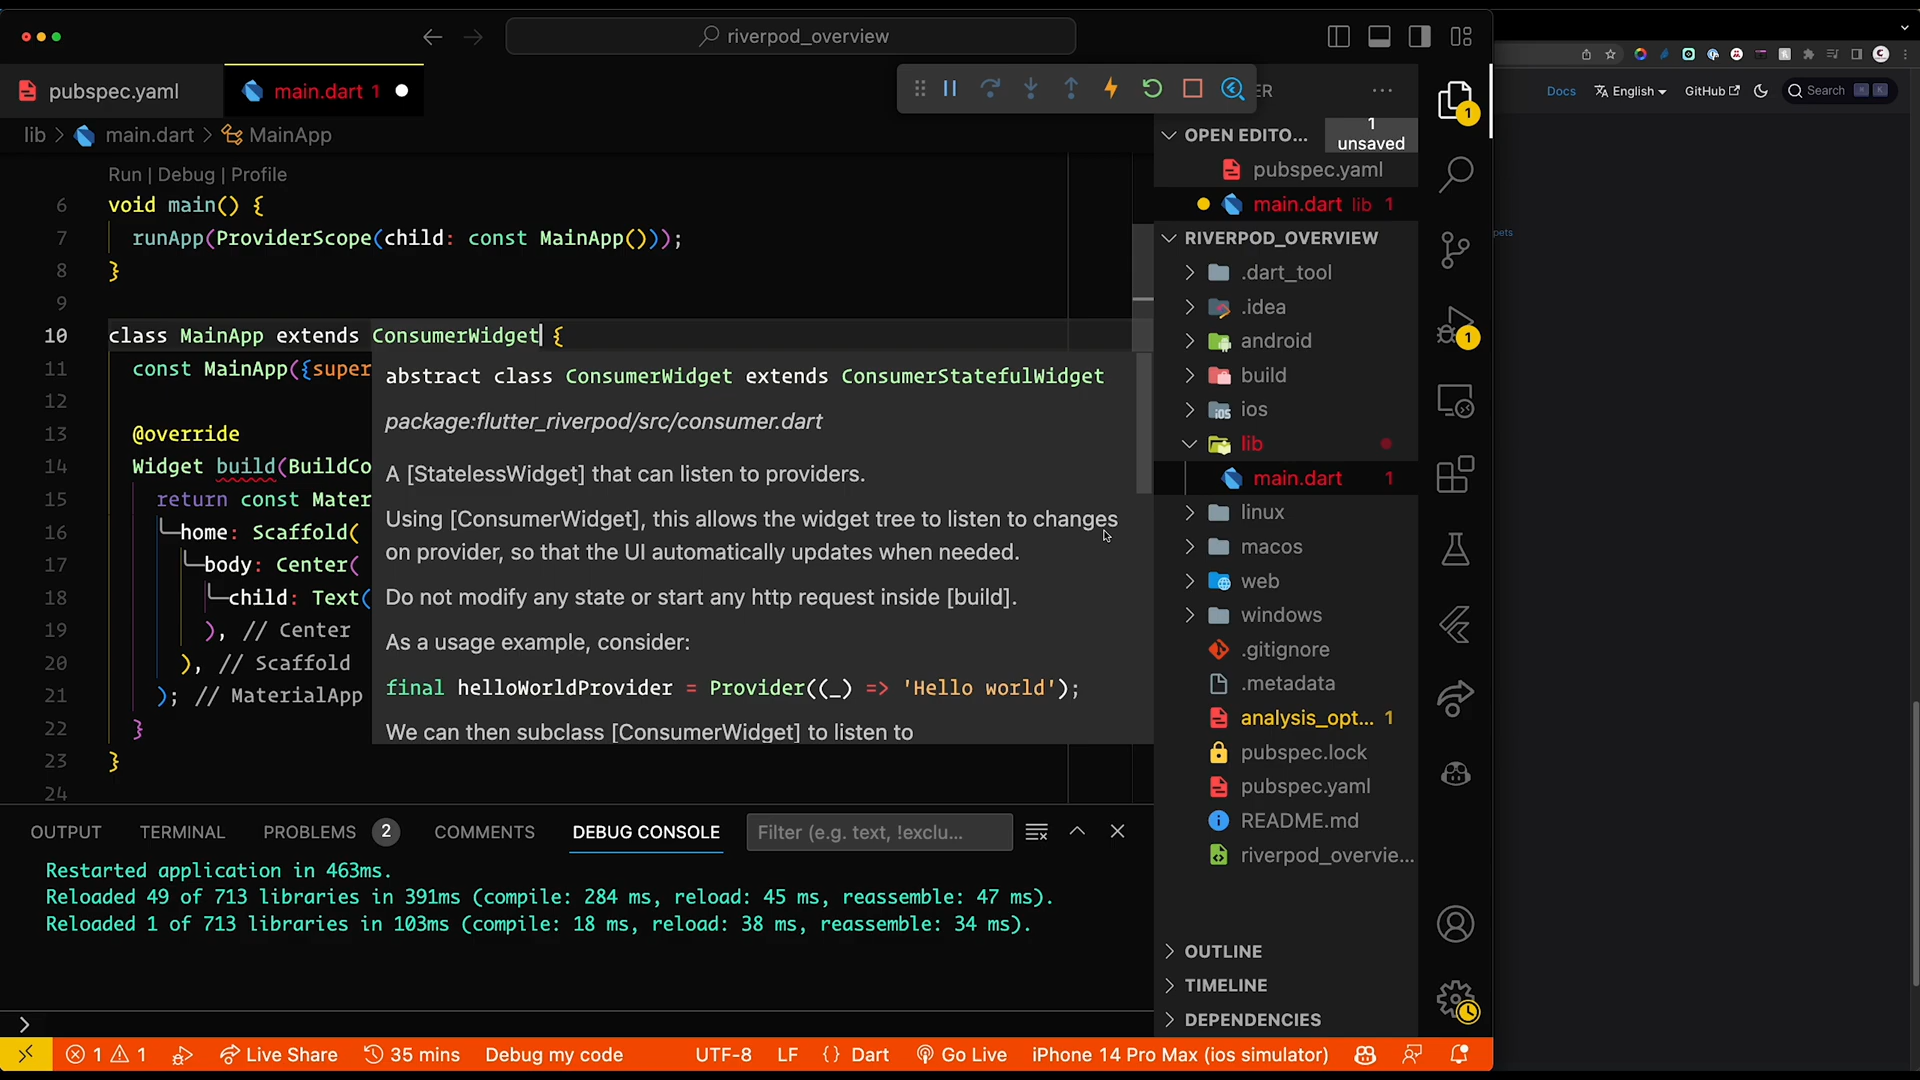 riverpod_overview
pubspec.yaml
main.dart 1
ER
Docs
English
GitHub
Search
lib > main.dart > MainApp
OPEN EDITO...
1 unsaved
pubspec.yaml
main.dart lib 1
RIVERPOD_OVERVIEW
.dart_tool
.idea
android
build
ios
lib
main.dart 1
linux
macos
web
windows
.gitignore
.metadata
analysis_opt... 1
pubspec.lock
pubspec.yaml
README.md
riverpod_overvie...
OUTLINE
TIMELINE
DEPENDENCIES
pets
1
1
Run | Debug | Profile
6 void main() {
7 runApp(ProviderScope(child: const MainApp()));
8 }
9
10 class MainApp extends ConsumerWidget {
11 const MainApp({super
12
13 @override
14 Widget build(BuildCo
15 return const Mater
16 home: Scaffold(
17 body: Center(
18 child: Text(
19 ), // Center
20 ), // Scaffold
21 ); // MaterialApp
22 }
23 }
24
abstract class ConsumerWidget extends ConsumerStatefulWidget
package:flutter_riverpod/src/consumer.dart
A [StatelessWidget] that can listen to providers.
Using [ConsumerWidget], this allows the widget tree to listen to changes
on provider, so that the UI automatically updates when needed.
Do not modify any state or start any http request inside [build].
As a usage example, consider:
final helloWorldProvider = Provider((_) => 'Hello world');
We can then subclass [ConsumerWidget] to listen to
OUTPUT TERMINAL PROBLEMS 2 COMMENTS DEBUG CONSOLE Filter (e.g. text, !exclu...
Restarted application in 463ms.
Reloaded 49 of 713 libraries in 391ms (compile: 284 ms, reload: 45 ms, reassemble: 47 ms).
Reloaded 1 of 713 libraries in 103ms (compile: 18 ms, reload: 38 ms, reassemble: 34 ms).
>
1 1 Live Share 35 mins Debug my code UTF-8 LF {} Dart Go Live iPhone 14 Pro Max (ios simulator)